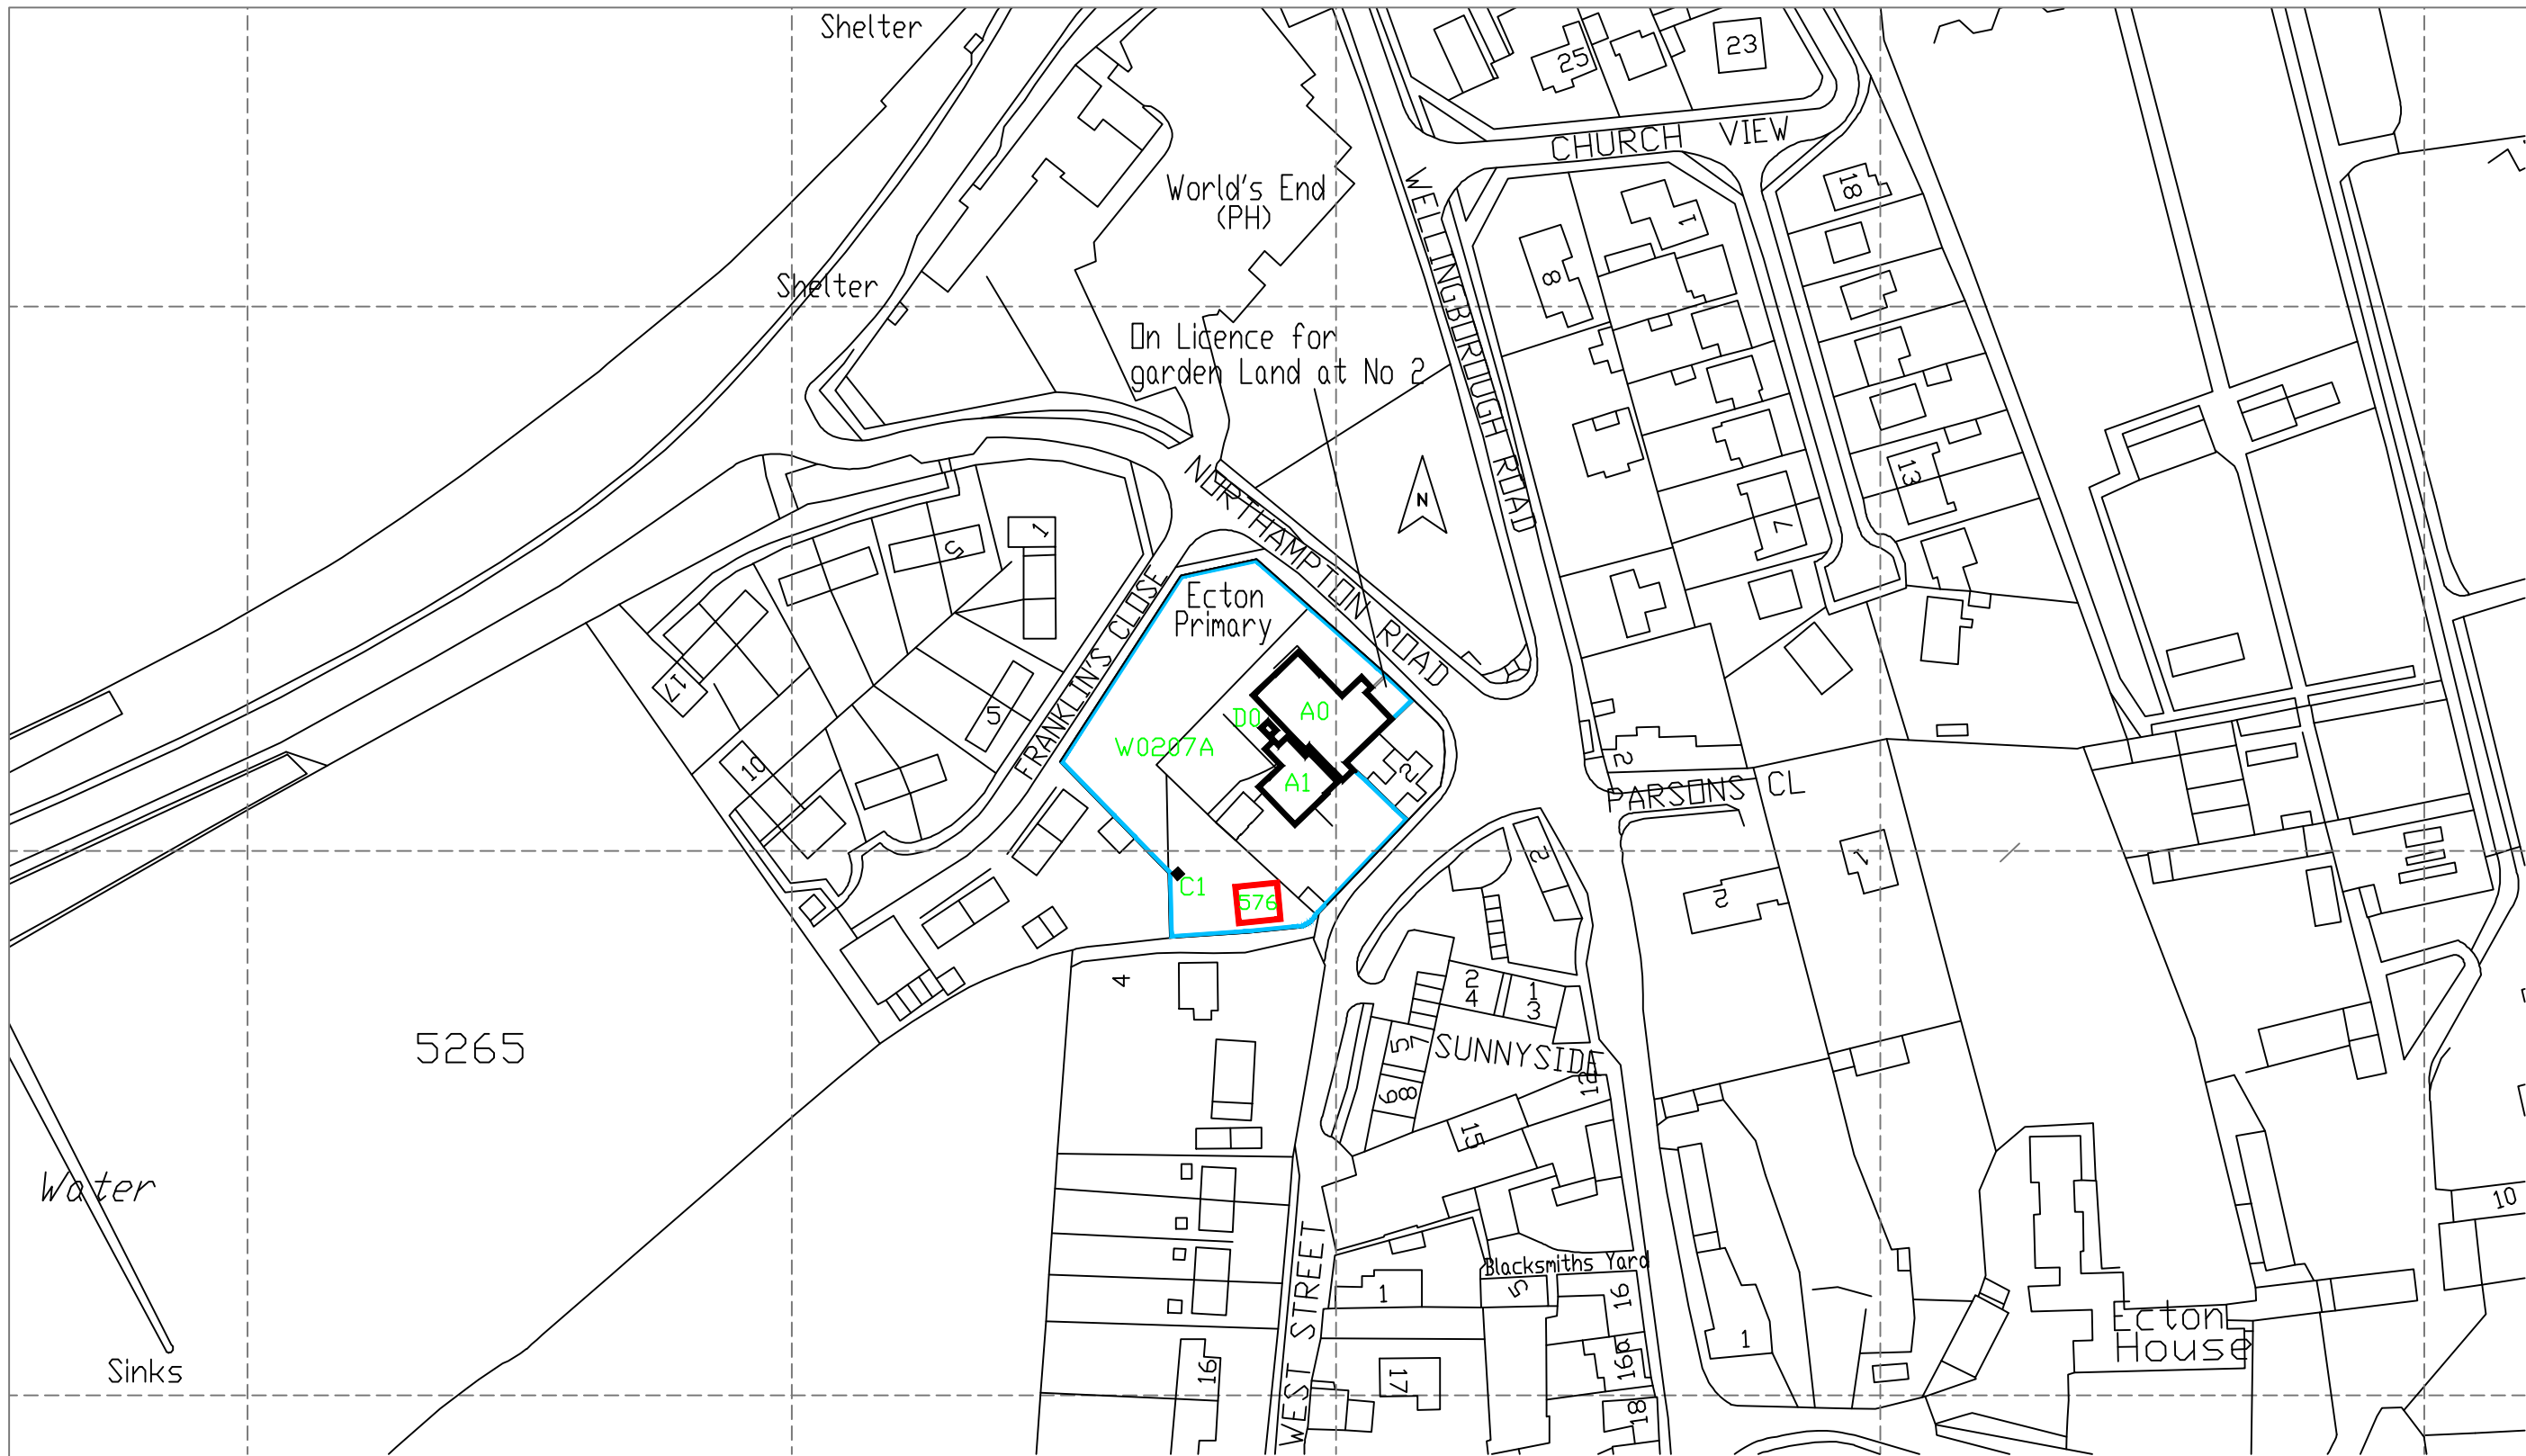 Shelter
25
23
CHURCH VIEW
World's End
(PH)
18
1
WELLINGBOROUGH ROAD
8
Shelter
On Licence for
garden Land at No 2
NORTHAMPTON ROAD
N
13
7
1
5
FRANKLIN'S CLOSE
Ecton
Primary
17
5
D0
A0
W0207A
2
10
A1
2
PARSONS CL
2
1
2
C1
576
4
2
4
1
3
5265
5
7
SUNNYSIDE
6
8
12
15
Water
10
WEST STREET
Blacksmiths Yard
5
16
1
1
Ecton
House
Sinks
16
17
16a
18